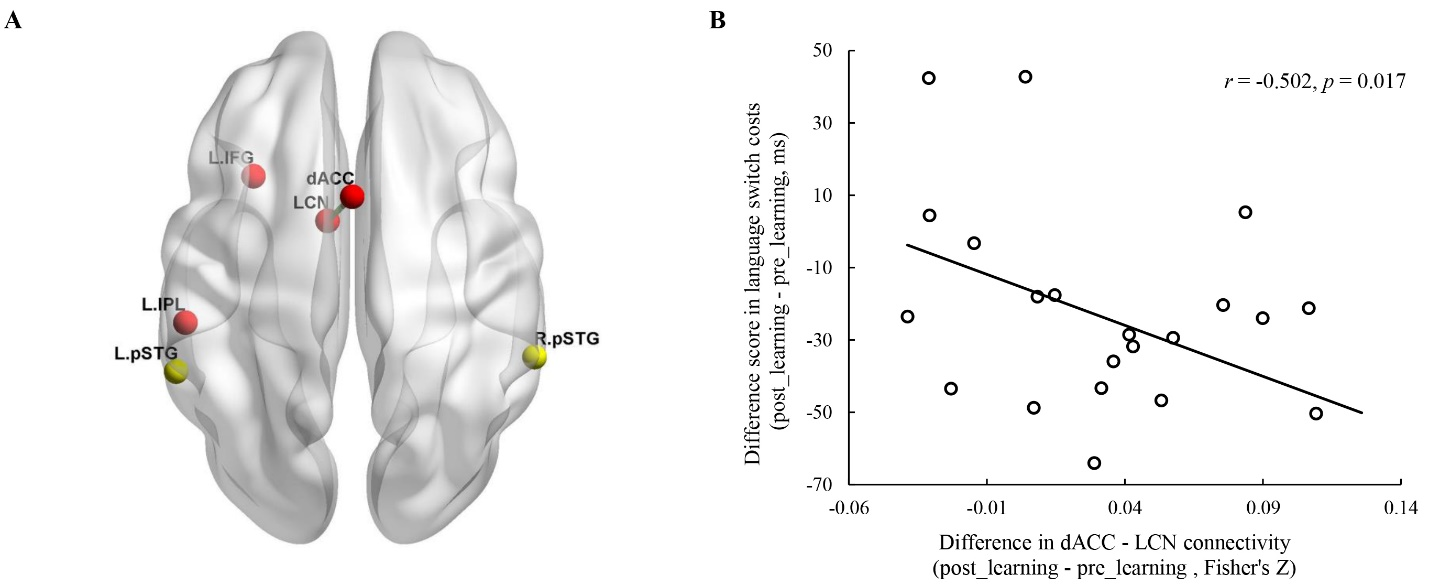 A
L.IFG
dACC
LCN
L.IPL
L.pSTG
R.pSTG
B
Difference score in language switch costs
(post_learning - pre_learning, ms)
50
30
10
-10
-30
-50
-70
r = -0.502, p = 0.017
-0.06
-0.01
0.04
0.09
0.14
Difference in dACC - LCN connectivity
(post_learning - pre_learning , Fisher's Z)